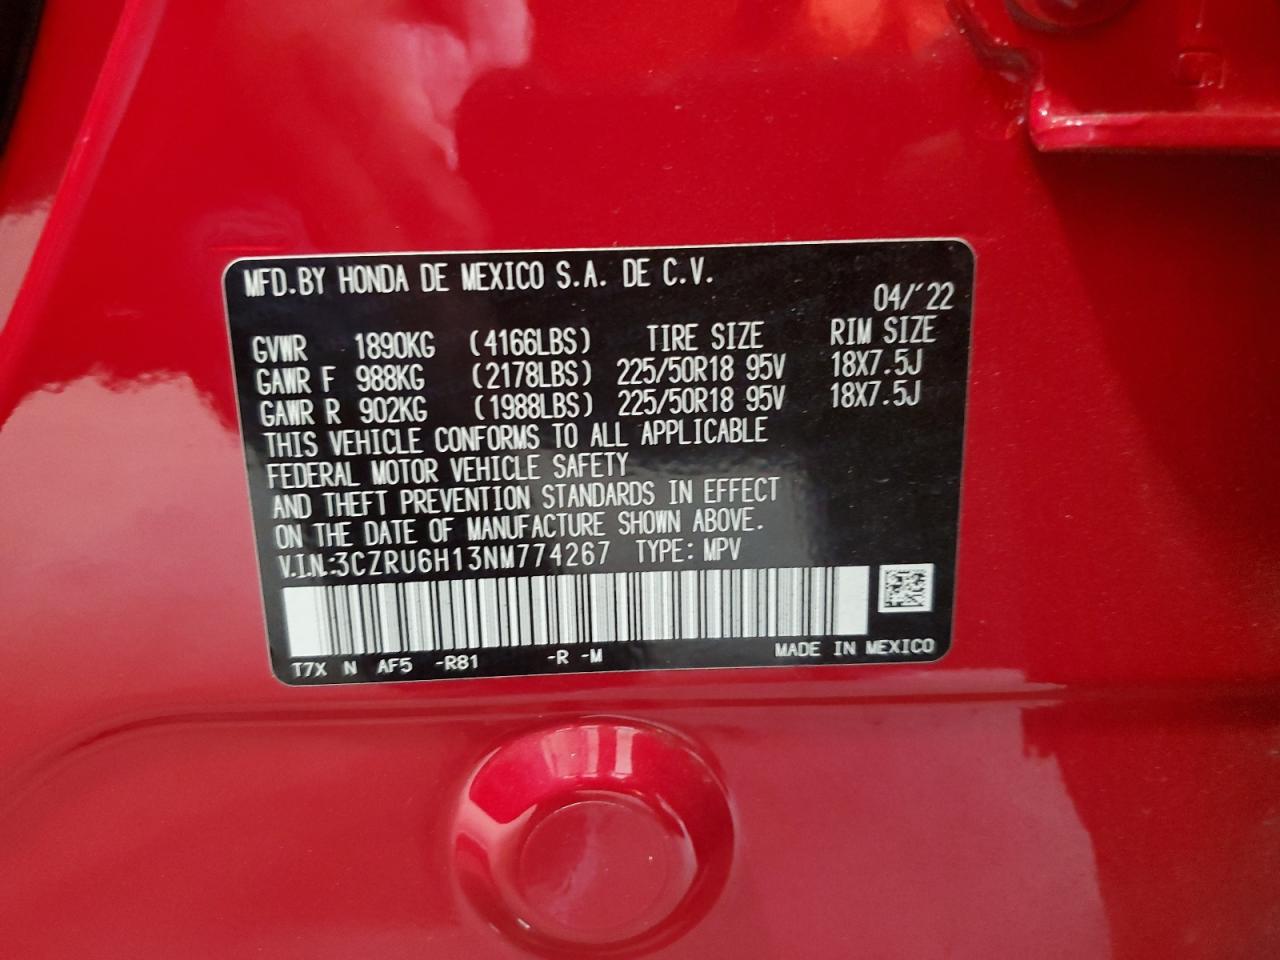 MFD.BY HONDA DE MEXICO S.A. DE C.V.
04/´22
GVWR 1890KG (4166LBS) TIRE SIZE RIM SIZE
GAWR F 988KG (2178LBS) 225/50R18 95V 18X7.5J
GAWR R 902KG (1988LBS) 225/50R18 95V 18X7.5J
THIS VEHICLE CONFORMS TO ALL APPLICABLE
FEDERAL MOTOR VEHICLE SAFETY
AND THEFT PREVENTION STANDARDS IN EFFECT
ON THE DATE OF MANUFACTURE SHOWN ABOVE.
V.I.N.:3CZRU6H13NM774267 TYPE: MPV
T7X N AF5 -R81 -R -M MADE IN MEXICO